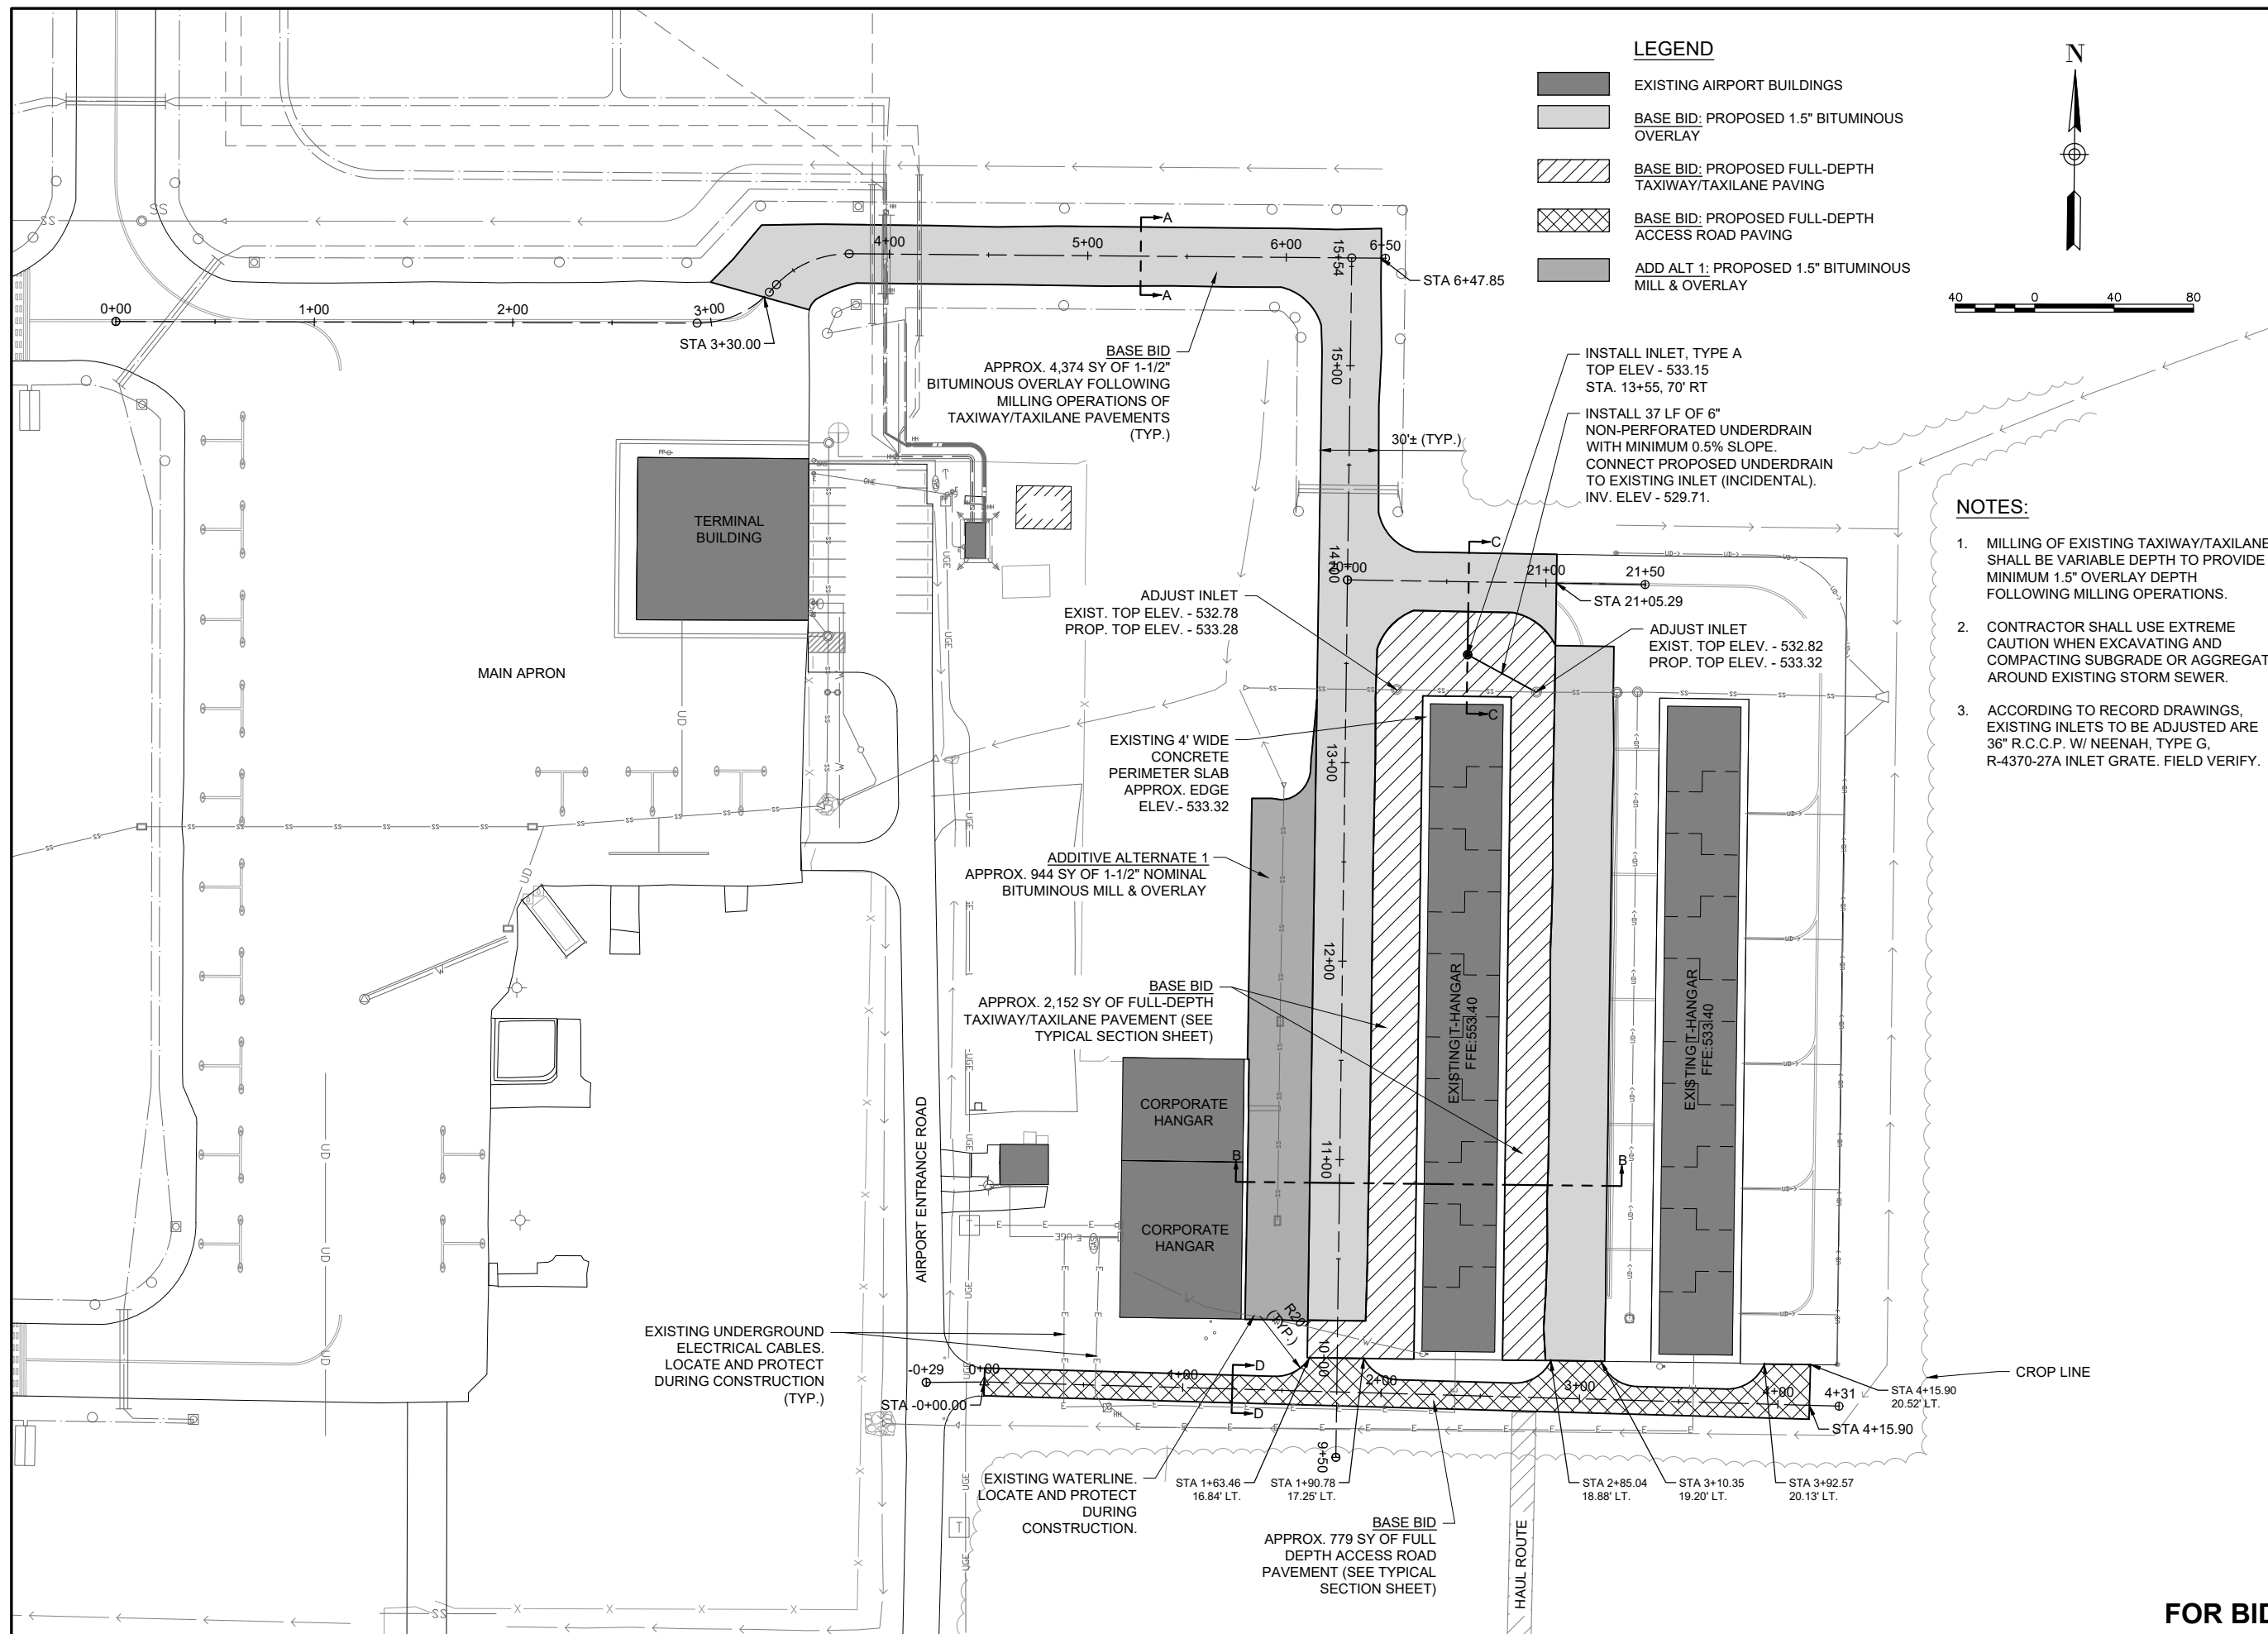 LEGEND
EXISTING AIRPORT BUILDINGS
BASE BID: PROPOSED 1.5" BITUMINOUS
OVERLAY
BASE BID: PROPOSED FULL-DEPTH
TAXIWAY/TAXILANE PAVING
BASE BID: PROPOSED FULL-DEPTH
ACCESS ROAD PAVING
ADD ALT 1: PROPOSED 1.5" BITUMINOUS
MILL & OVERLAY
N
40 0 40 80
NOTES:
1. MILLING OF EXISTING TAXIWAY/TAXILANE
SHALL BE VARIABLE DEPTH TO PROVIDE
MINIMUM 1.5" OVERLAY DEPTH
FOLLOWING MILLING OPERATIONS.
2. CONTRACTOR SHALL USE EXTREME
CAUTION WHEN EXCAVATING AND
COMPACTING SUBGRADE OR AGGREGAT
AROUND EXISTING STORM SEWER.
3. ACCORDING TO RECORD DRAWINGS,
EXISTING INLETS TO BE ADJUSTED ARE
36" R.C.C.P. W/ NEENAH, TYPE G,
R-4370-27A INLET GRATE. FIELD VERIFY.
0+00
1+00
2+00
3+00
4+00
5+00
6+00
6+50
15+54
STA 6+47.85
STA 3+30.00
A
A
BASE BID
APPROX. 4,374 SY OF 1-1/2"
BITUMINOUS OVERLAY FOLLOWING
MILLING OPERATIONS OF
TAXIWAY/TAXILANE PAVEMENTS
(TYP.)
15+00
30'± (TYP.)
INSTALL INLET, TYPE A
TOP ELEV - 533.15
STA. 13+55, 70' RT
INSTALL 37 LF OF 6"
NON-PERFORATED UNDERDRAIN
WITH MINIMUM 0.5% SLOPE.
CONNECT PROPOSED UNDERDRAIN
TO EXISTING INLET (INCIDENTAL).
INV. ELEV - 529.71.
TERMINAL
BUILDING
MAIN APRON
14+00
20+00
21+00
21+50
STA 21+05.29
C
C
ADJUST INLET
EXIST. TOP ELEV. - 532.78
PROP. TOP ELEV. - 533.28
ADJUST INLET
EXIST. TOP ELEV. - 532.82
PROP. TOP ELEV. - 533.32
EXISTING 4' WIDE
CONCRETE
PERIMETER SLAB
APPROX. EDGE
ELEV.- 533.32
13+00
ADDITIVE ALTERNATE 1
APPROX. 944 SY OF 1-1/2" NOMINAL
BITUMINOUS MILL & OVERLAY
12+00
BASE BID
APPROX. 2,152 SY OF FULL-DEPTH
TAXIWAY/TAXILANE PAVEMENT (SEE
TYPICAL SECTION SHEET)
EXISTING T-HANGAR
FFE:553.40
EXISTING T-HANGAR
FFE:533.40
CORPORATE
HANGAR
CORPORATE
HANGAR
11+00
B
B
AIRPORT ENTRANCE ROAD
EXISTING UNDERGROUND
ELECTRICAL CABLES.
LOCATE AND PROTECT
DURING CONSTRUCTION
(TYP.)
R20'
(TYP.)
10+00
-0+29
0+00
1+00
2+00
3+00
4+00
4+31
STA -0+00.00
D
D
9+50
CROP LINE
STA 4+15.90
20.52' LT.
STA 4+15.90
EXISTING WATERLINE.
LOCATE AND PROTECT
DURING
CONSTRUCTION.
STA 1+63.46
16.84' LT.
STA 1+90.78
17.25' LT.
STA 2+85.04
18.88' LT.
STA 3+10.35
19.20' LT.
STA 3+92.57
20.13' LT.
BASE BID
APPROX. 779 SY OF FULL
DEPTH ACCESS ROAD
PAVEMENT (SEE TYPICAL
SECTION SHEET)
HAUL ROUTE
T
FOR BID